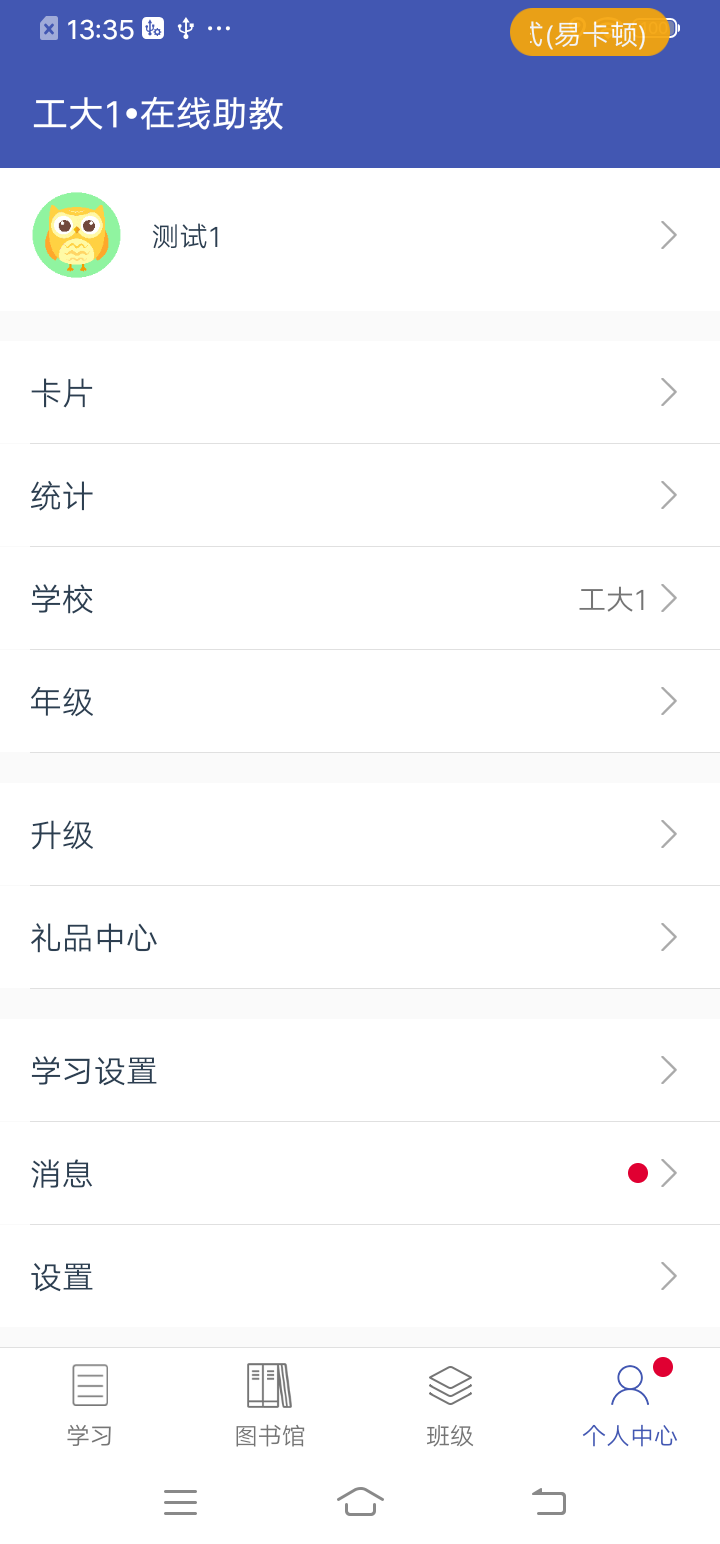 13:35
(易卡顿)
工大1•在线助教
测试1
卡片
统计
学校
工大1
年级
升级
礼品中心
学习设置
消息
设置
学习
图书馆
班级
个人中心